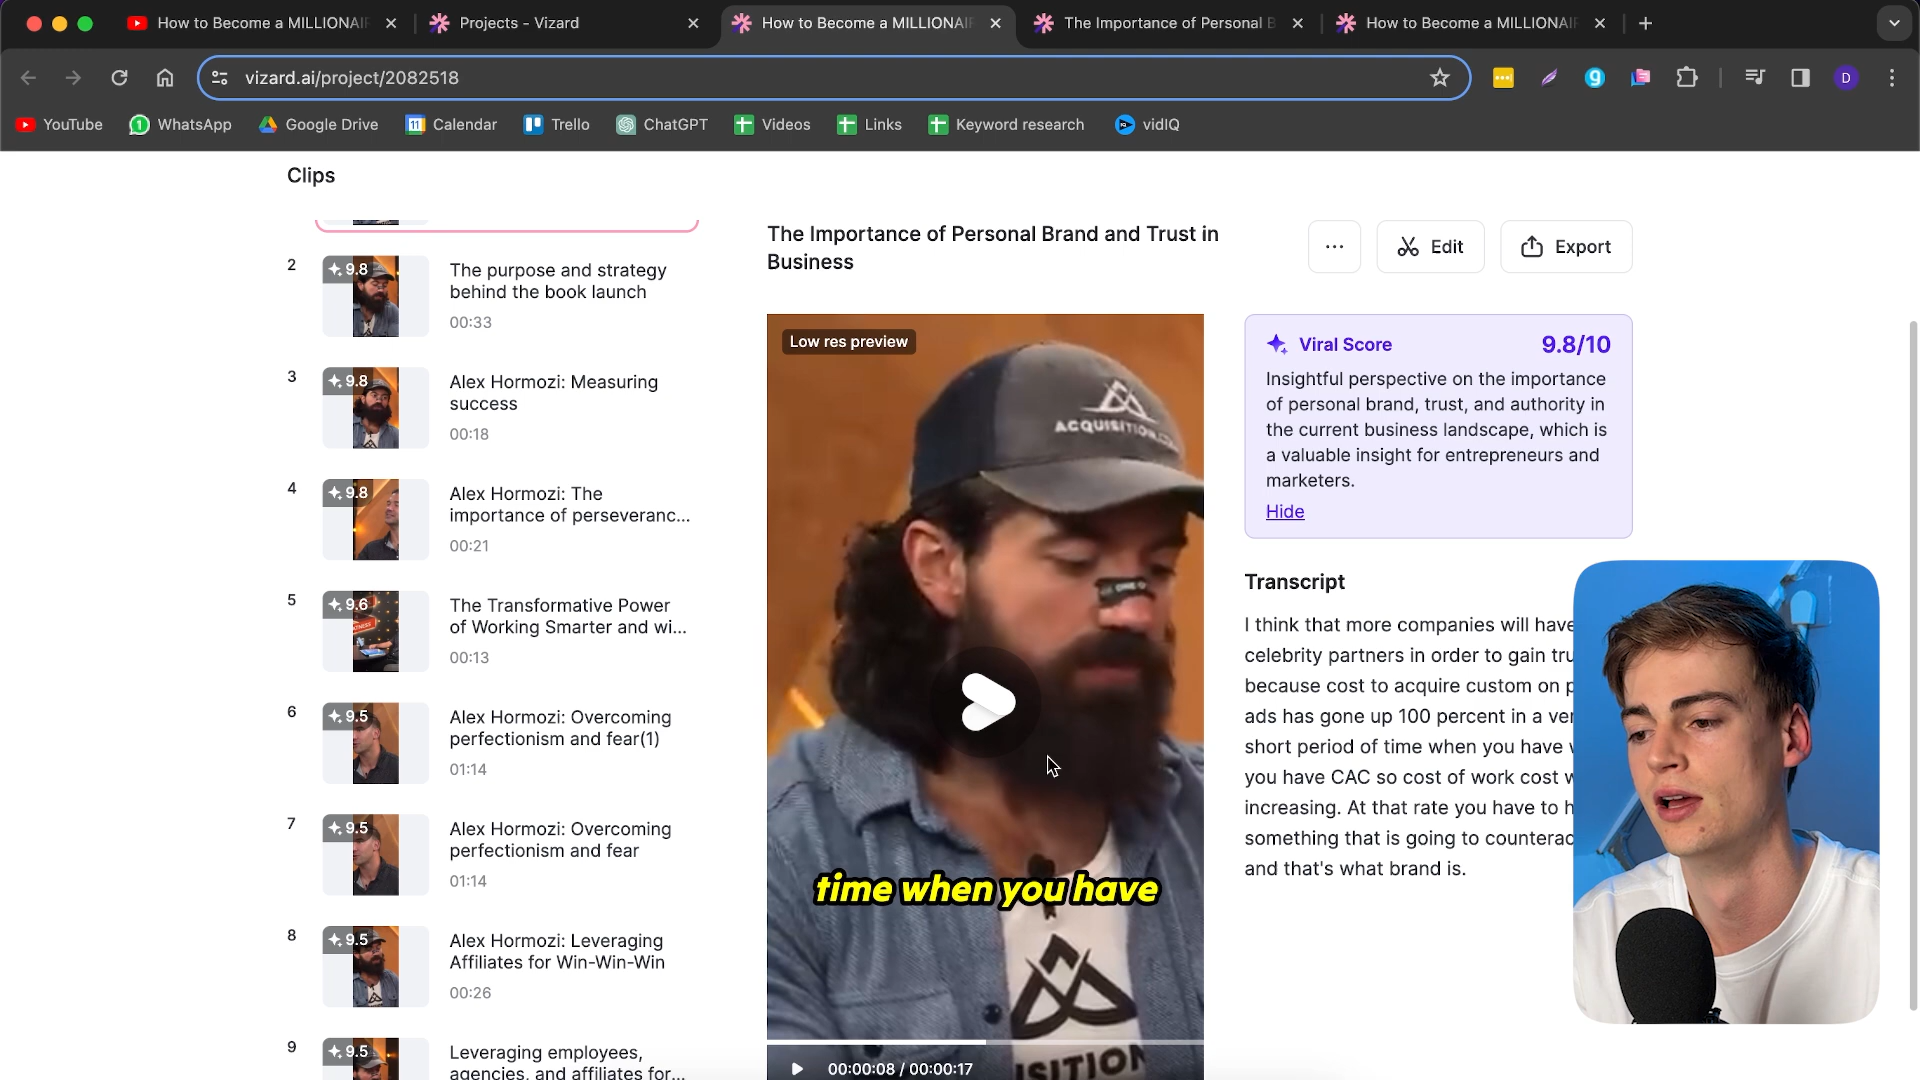 How to Become a MILLIONAIR
Projects - Vizard
How to Become a MILLIONAIR
The Importance of Personal B
How to Become a MILLIONAI
vizard.ai/project/2082518
D
YouTube
WhatsApp
Google Drive
11
Calendar
Trello
ChatGPT
Videos
Links
Keyword research
vidIQ
Clips
2
9.8
The purpose and strategy
behind the book launch
00:33
3
9.8
Alex Hormozi: Measuring
success
00:18
4
9.8
Alex Hormozi: The
importance of perseveranc...
00:21
5
9.6
The Transformative Power
of Working Smarter and wi...
00:13
6
9.5
Alex Hormozi: Overcoming
perfectionism and fear(1)
01:14
7
9.5
Alex Hormozi: Overcoming
perfectionism and fear
01:14
8
9.5
Alex Hormozi: Leveraging
Affiliates for Win-Win-Win
00:26
9
9.5
Leveraging employees,
agencies, and affiliates for...
The Importance of Personal Brand and Trust in
Business
Edit
Export
Low res preview
ACQUISITION
time when you have
ISITION
00:00:08 / 00:00:17
Viral Score
9.8/10
Insightful perspective on the importance
of personal brand, trust, and authority in
the current business landscape, which is
a valuable insight for entrepreneurs and
marketers.
Hide
Transcript
I think that more companies will have
celebrity partners in order to gain tru
because cost to acquire custom on p
ads has gone up 100 percent in a ver
short period of time when you have
you have CAC so cost of work cost w
increasing. At that rate you have to h
something that is going to counterac
and that's what brand is.